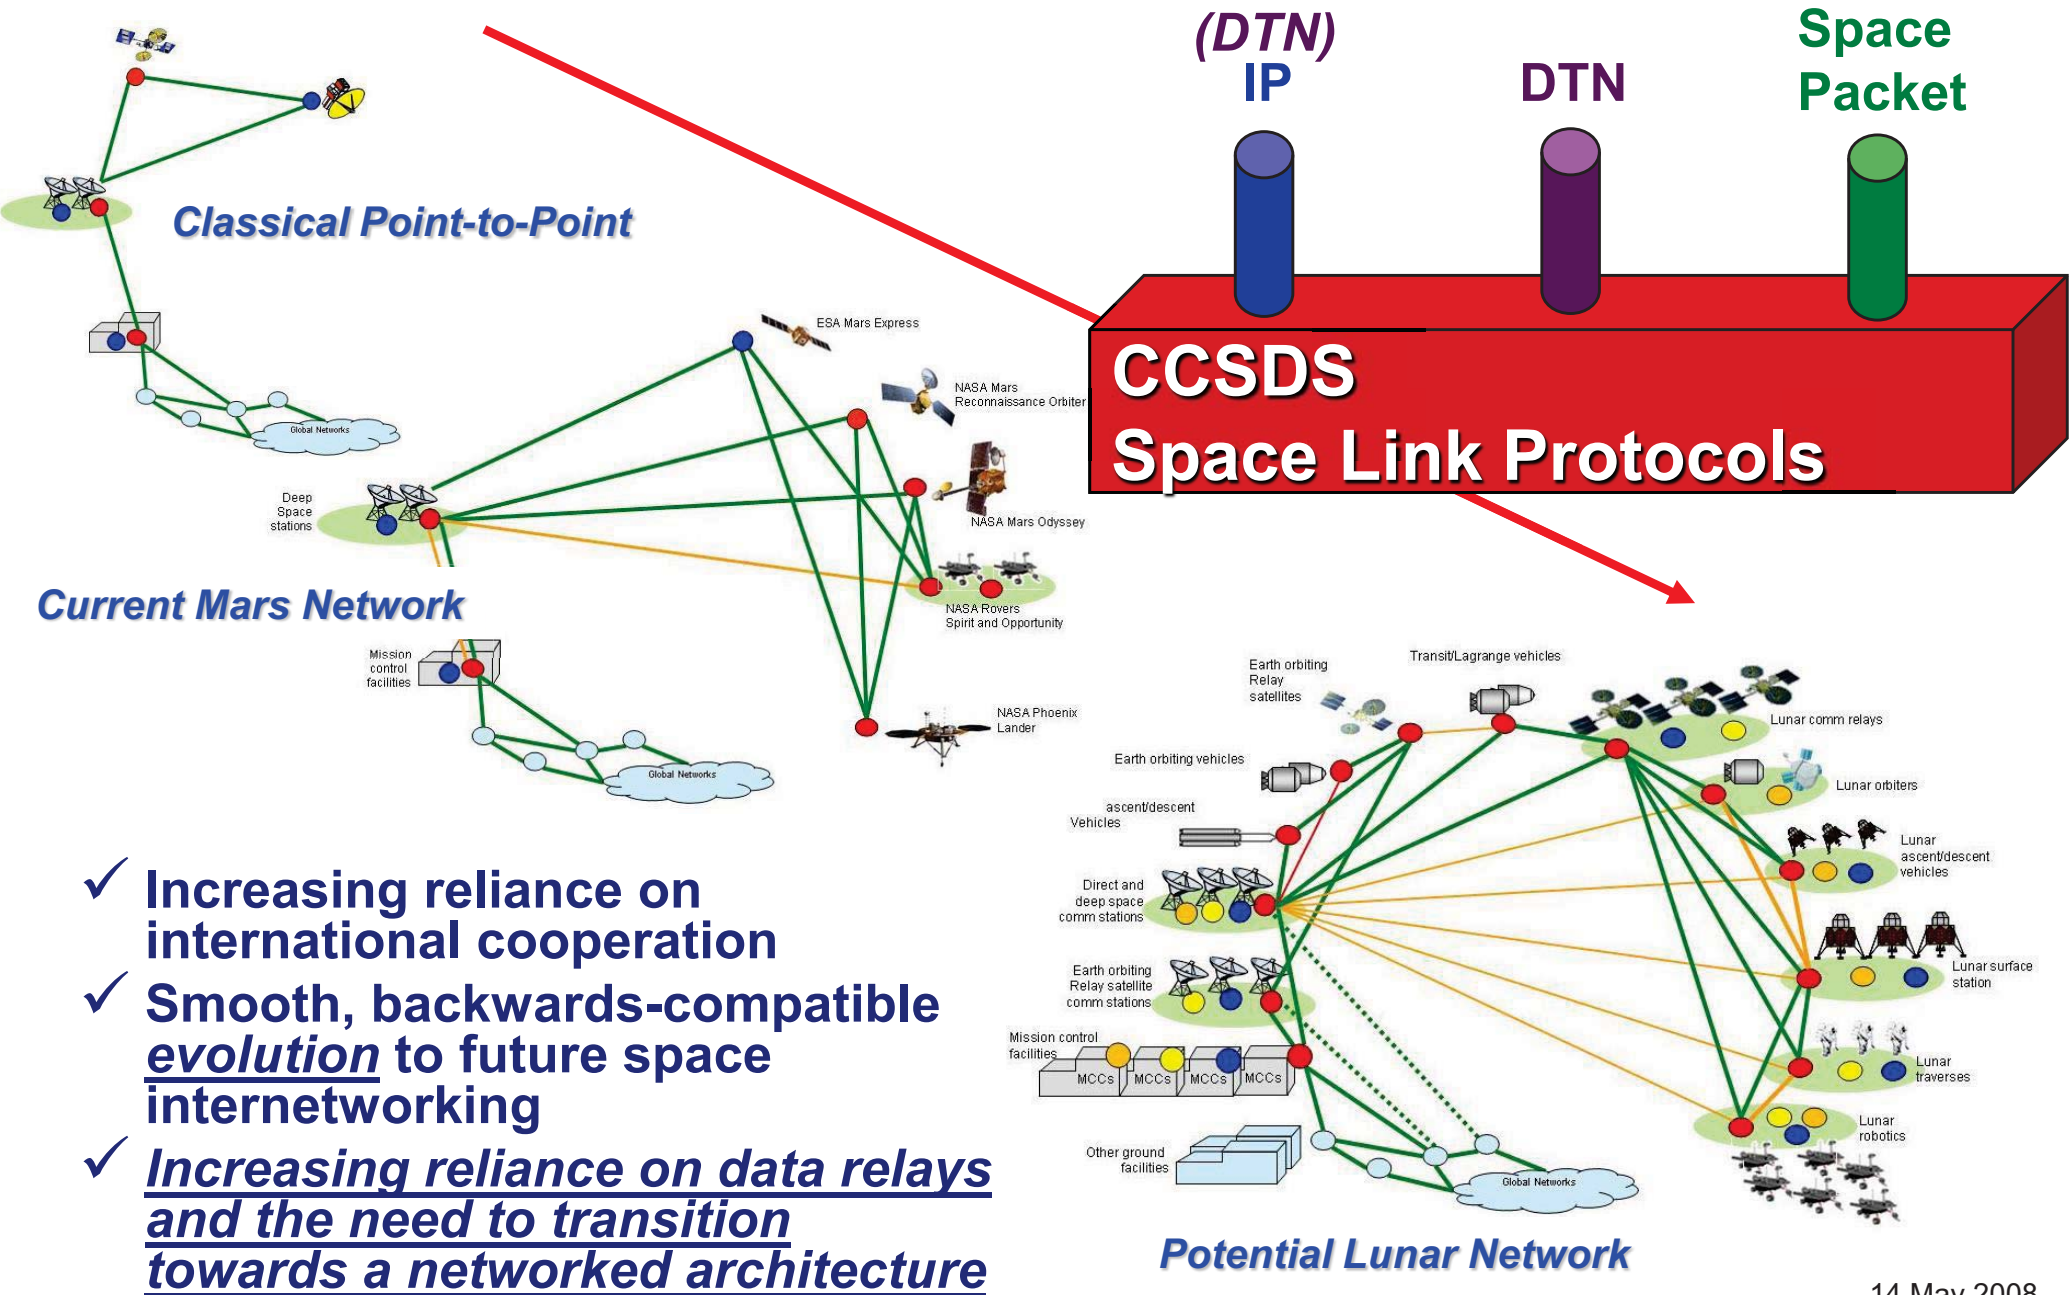 (DTN)
IP
DTN
Space
Packet
Classical Point-to-Point
CCSDS
Space Link Protocols
Global Networks
ESA Mars Express
NASA Mars
Reconnaissance Orbiter
NASA Mars Odyssey
Deep
Space
stations
NASA Rovers
Spirit and Opportunity
Current Mars Network
Mission
control
facilities
NASA Phoenix
Lander
Global Networks
Earth orbiting
Relay
satellites
Transit/Lagrange vehicles
Lunar comm relays
Earth orbiting vehicles
Lunar orbiters
ascent/descent
Vehicles
Lunar
ascent/descent
vehicles
Direct and
deep space
comm stations
Earth orbiting
Relay satellite
comm stations
Lunar surface
station
Mission control
facilities
MCCs MCCs MCCs MCCs
Lunar
traverses
Lunar
robotics
Other ground
facilities
Global Networks
Potential Lunar Network
✓ Increasing reliance on
international cooperation
✓ Smooth, backwards-compatible
evolution to future space
internetworking
✓ Increasing reliance on data relays
and the need to transition
towards a networked architecture
14 May 2008